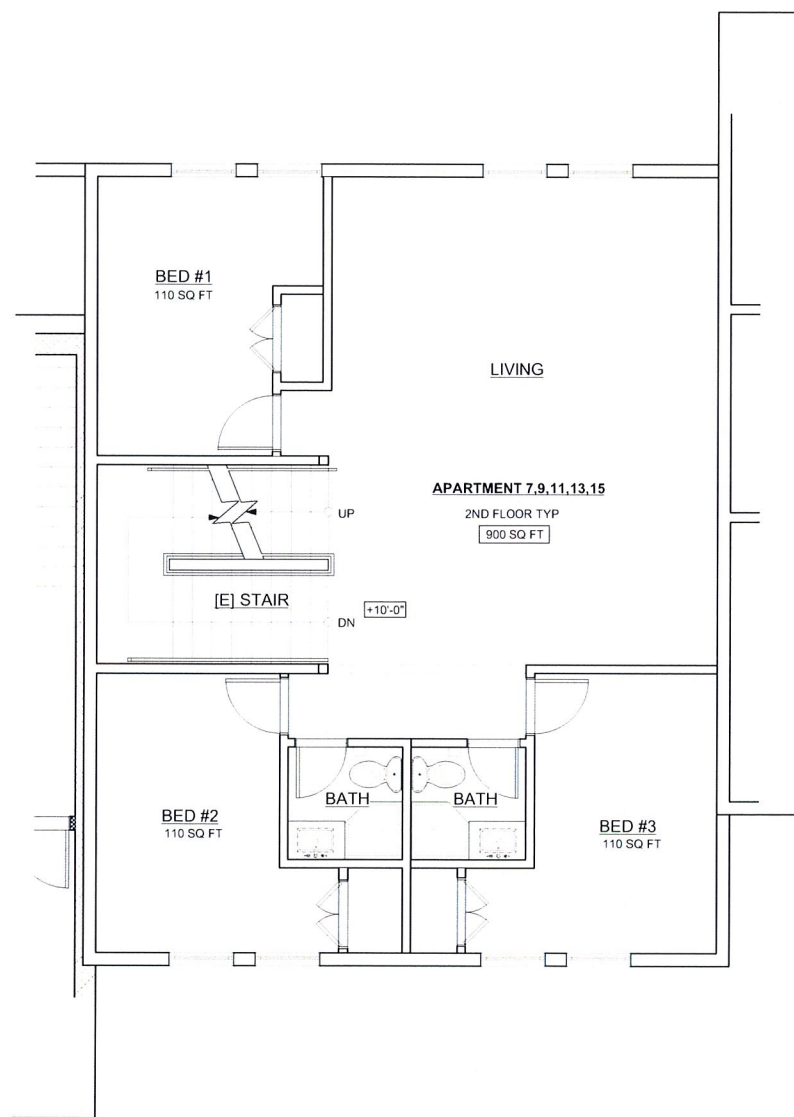 BED #1
110 SQ FT
LIVING
APARTMENT 7,9,11,13,15
2ND FLOOR TYP
900 SQ FT
UP
[E] STAIR
+10'-0"
DN
BATH
BATH
BED #2
110 SQ FT
BED #3
110 SQ FT